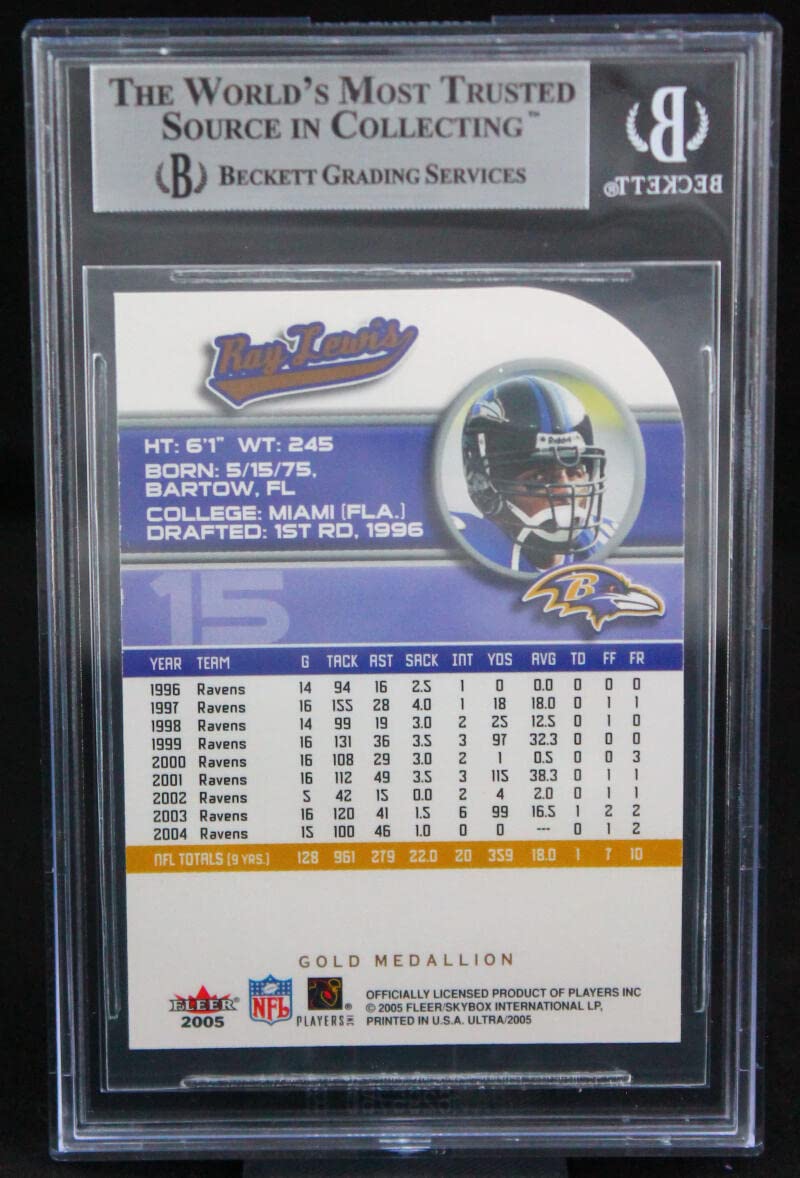 THE WORLD'S MOST TRUSTED
SOURCE IN COLLECTING™
B BECKETT GRADING SERVICES
B
BECKETT®
Ray Lewis
HT: 6'1" WT: 245
BORN: 5/15/75,
BARTOW, FL
COLLEGE: MIAMI (FLA.)
DRAFTED: 1ST RD, 1996
Riddell
B
15
YEAR TEAM G TACK AST SACK INT YDS AVG TD FF FR
1996 Ravens 14 94 16 2.5 1 0 0.0 0 0 0
1997 Ravens 16 155 28 4.0 1 18 18.0 0 1 1
1998 Ravens 14 99 19 3.0 2 25 12.5 0 1 0
1999 Ravens 16 131 36 3.5 3 97 32.3 0 0 0
2000 Ravens 16 108 29 3.0 2 1 0.5 0 0 3
2001 Ravens 16 112 49 3.5 3 115 38.3 0 1 1
2002 Ravens 5 42 15 0.0 2 4 2.0 0 1 1
2003 Ravens 16 120 41 1.5 6 99 16.5 1 2 2
2004 Ravens 15 100 46 1.0 0 0 --- 0 1 2
NFL TOTALS (9 YRS.) 128 961 279 22.0 20 359 18.0 1 7 10
GOLD MEDALLION
FLEER®
2005
NFL
PLAYERS INC
®
OFFICIALLY LICENSED PRODUCT OF PLAYERS INC
© 2005 FLEER/SKYBOX INTERNATIONAL LP,
PRINTED IN U.S.A. ULTRA/2005